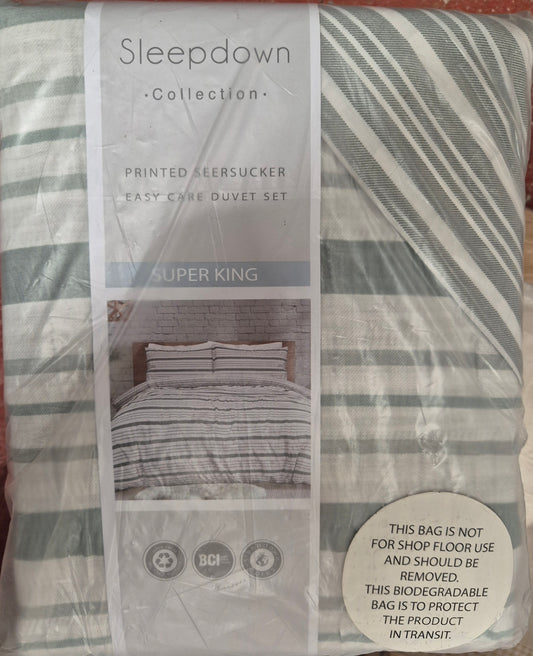 Sleepdown
• Collection •
PRINTED SEERSUCKER
EASY CARE DUVET SET
SUPER KING
BCI
THIS BAG IS NOT
FOR SHOP FLOOR USE
AND SHOULD BE
REMOVED.
THIS BIODEGRADABLE
BAG IS TO PROTECT
THE PRODUCT
IN TRANSIT.